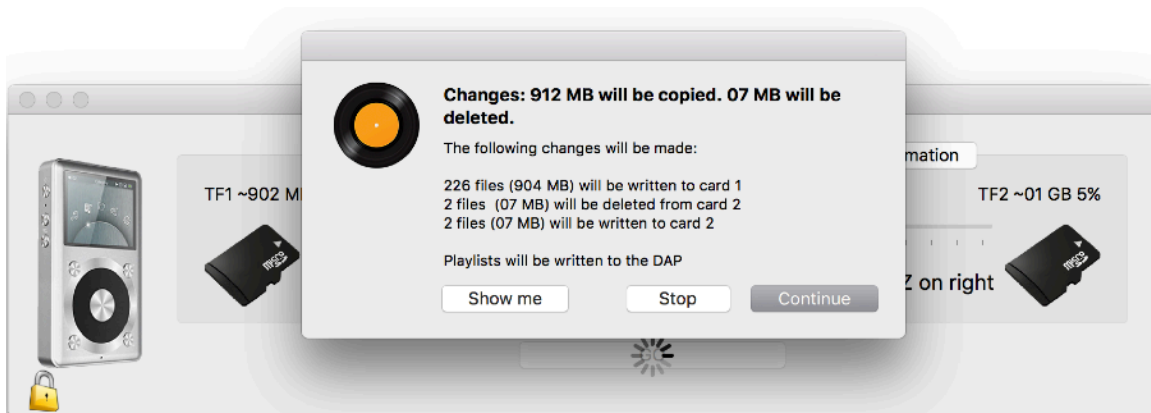 Changes: 912 MB will be copied. 07 MB will be
deleted.
The following changes will be made:
226 files (904 MB) will be written to card 1
2 files  (07 MB) will be deleted from card 2
2 files (07 MB) will be written to card 2
Playlists will be written to the DAP
Show me
Stop
Continue
mation
TF1 ~902 M
TF2 ~01 GB 5%
micro
micro
Z on right
GO